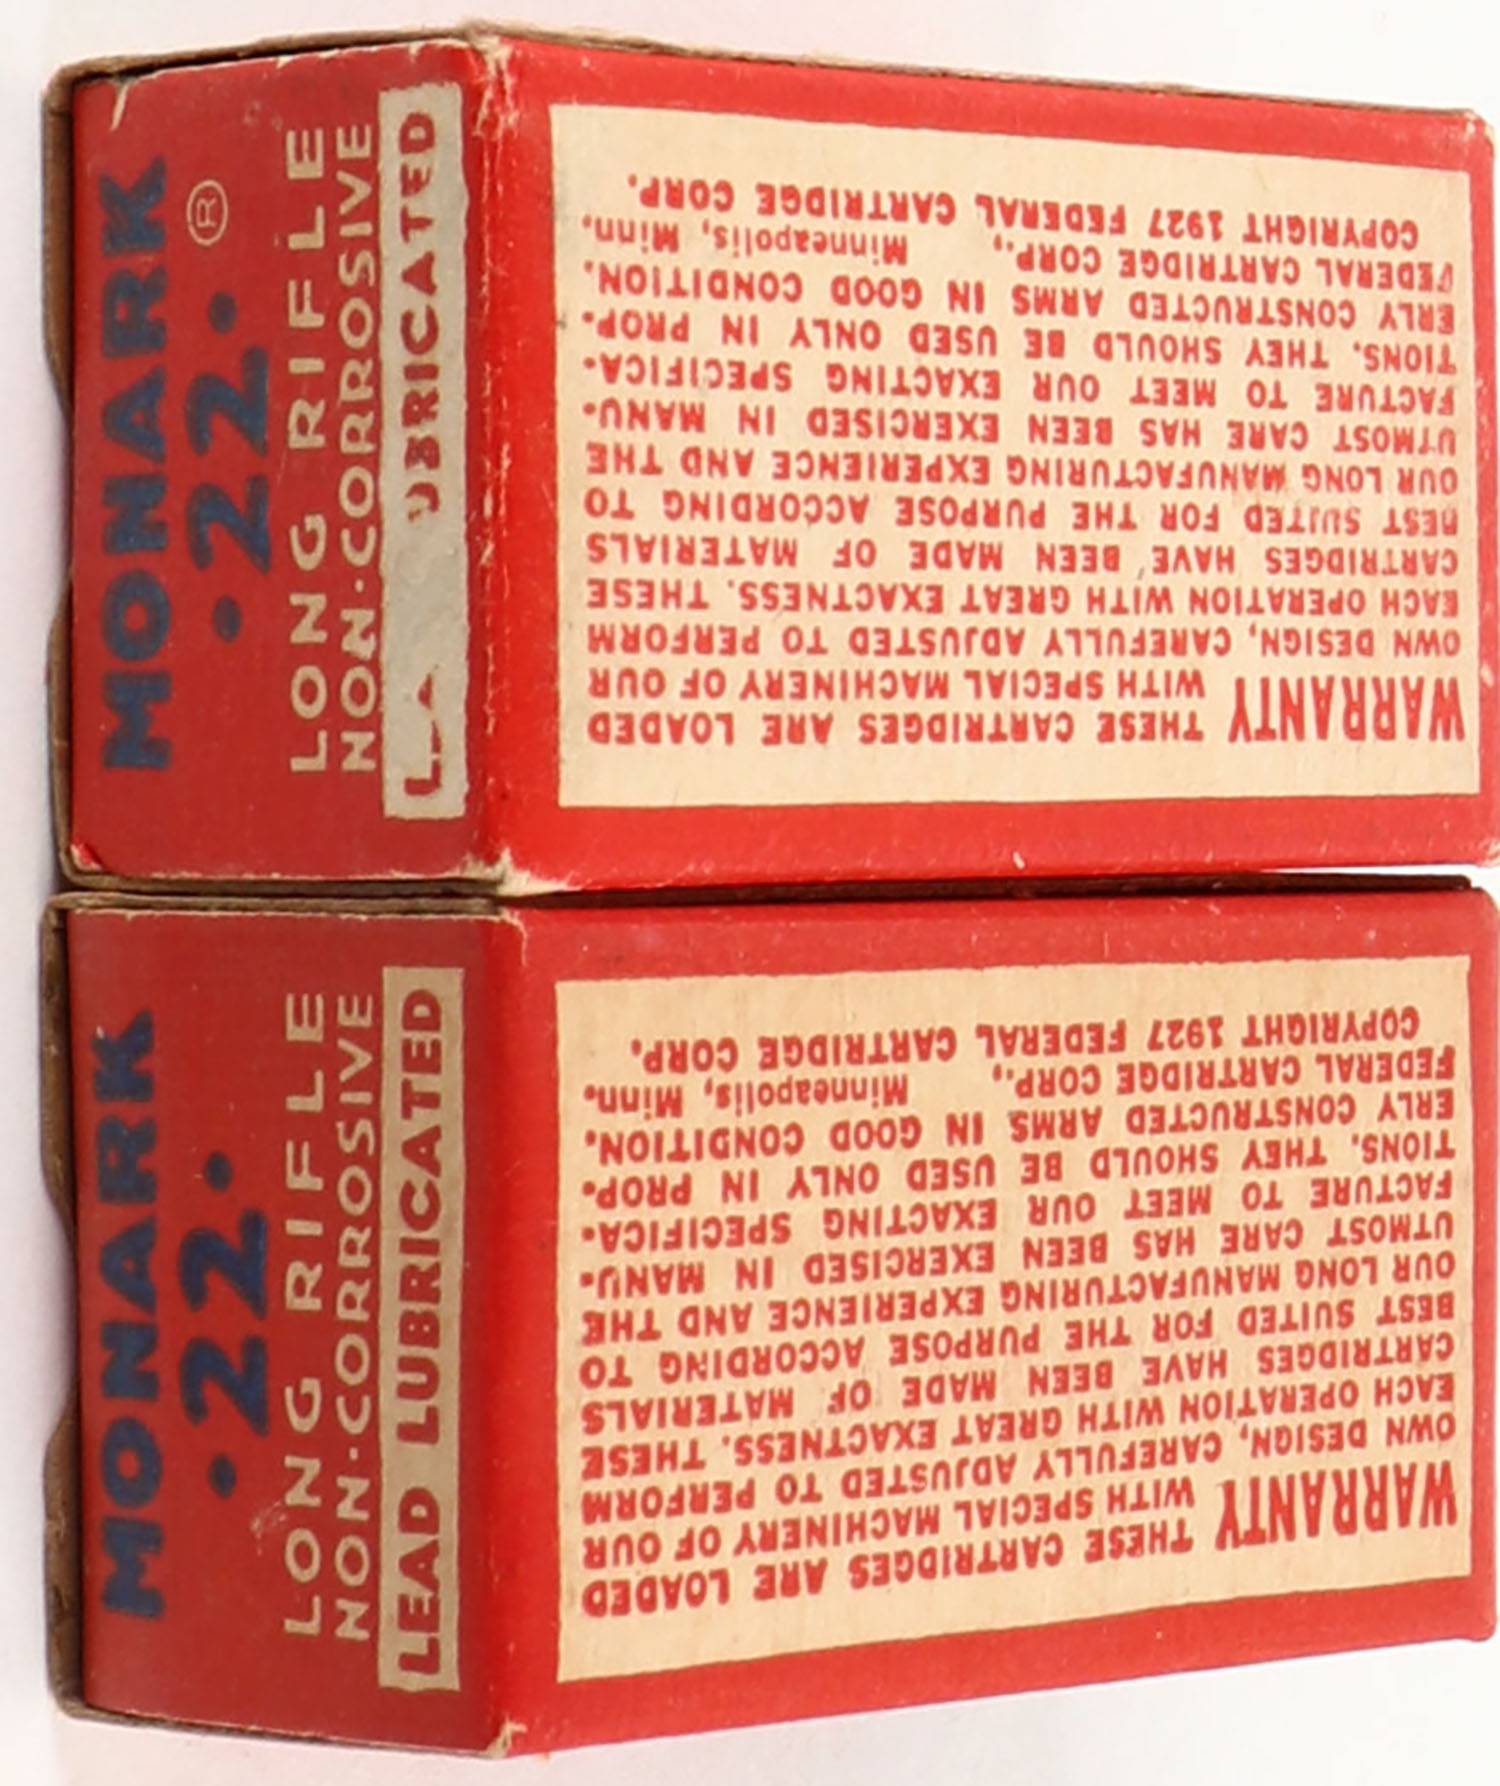 MONARK
®
·22·
LONG RIFLE
NON-CORROSIVE
UBRICATED
WARRANTY THESE CARTRIDGES ARE LOADED
WITH SPECIAL MACHINERY OF OUR
OWN DESIGN, CAREFULLY ADJUSTED TO PERFORM
EACH OPERATION WITH GREAT EXACTNESS. THESE
CARTRIDGES HAVE BEEN MADE OF MATERIALS
BEST SUITED FOR THE PURPOSE ACCORDING TO
OUR LONG MANUFACTURING EXPERIENCE AND THE
UTMOST CARE HAS BEEN EXERCISED IN MANU-
FACTURE TO MEET OUR EXACTING SPECIFICA-
TIONS. THEY SHOULD BE USED ONLY IN PROP-
ERLY CONSTRUCTED ARMS IN GOOD CONDITION.
FEDERAL CARTRIDGE CORP., Minneapolis, Minn.
COPYRIGHT 1927 FEDERAL CARTRIDGE CORP.
MONARK
·22·
LONG RIFLE
NON-CORROSIVE
LEAD LUBRICATED
WARRANTY THESE CARTRIDGES ARE LOADED
WITH SPECIAL MACHINERY OF OUR
OWN DESIGN, CAREFULLY ADJUSTED TO PERFORM
EACH OPERATION WITH GREAT EXACTNESS. THESE
CARTRIDGES HAVE BEEN MADE OF MATERIALS
BEST SUITED FOR THE PURPOSE ACCORDING TO
OUR LONG MANUFACTURING EXPERIENCE AND THE
UTMOST CARE HAS BEEN EXERCISED IN MANU-
FACTURE TO MEET OUR EXACTING SPECIFICA-
TIONS. THEY SHOULD BE USED ONLY IN PROP-
ERLY CONSTRUCTED ARMS IN GOOD CONDITION.
FEDERAL CARTRIDGE CORP., Minneapolis, Minn.
COPYRIGHT 1927 FEDERAL CARTRIDGE CORP.